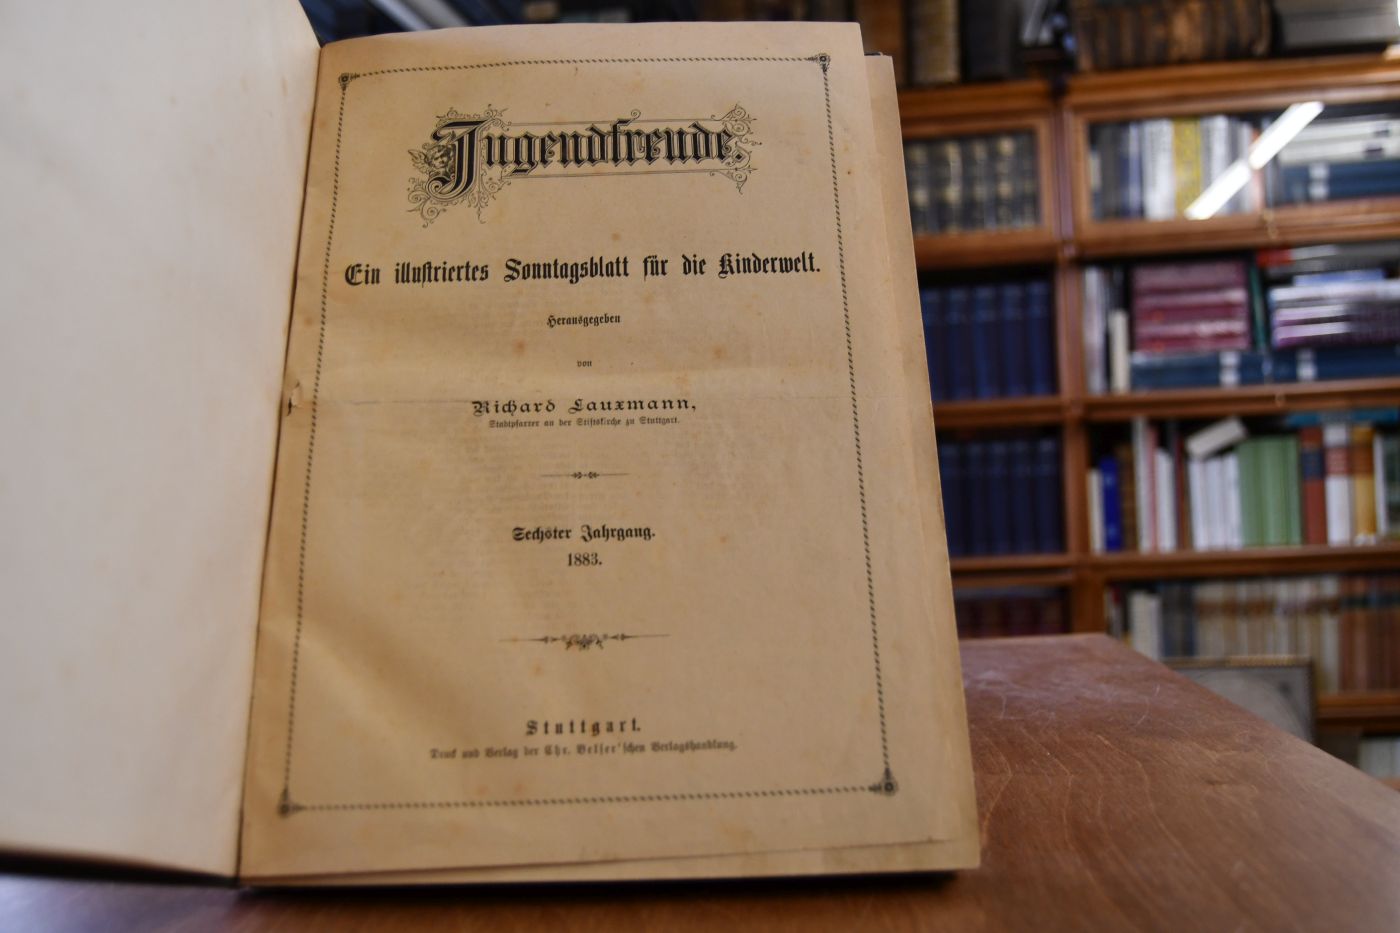 Jugendfreude.
Ein illustriertes Sonntagsblatt für die Kinderwelt.
Herausgegeben
von
Richard Lauxmann,
Stadtpfarrer an der Stiftskirche zu Stuttgart.
Sechster Jahrgang.
1883.
Stuttgart.
Druck und Verlag der Chr. Belser'schen Verlagshandlung.